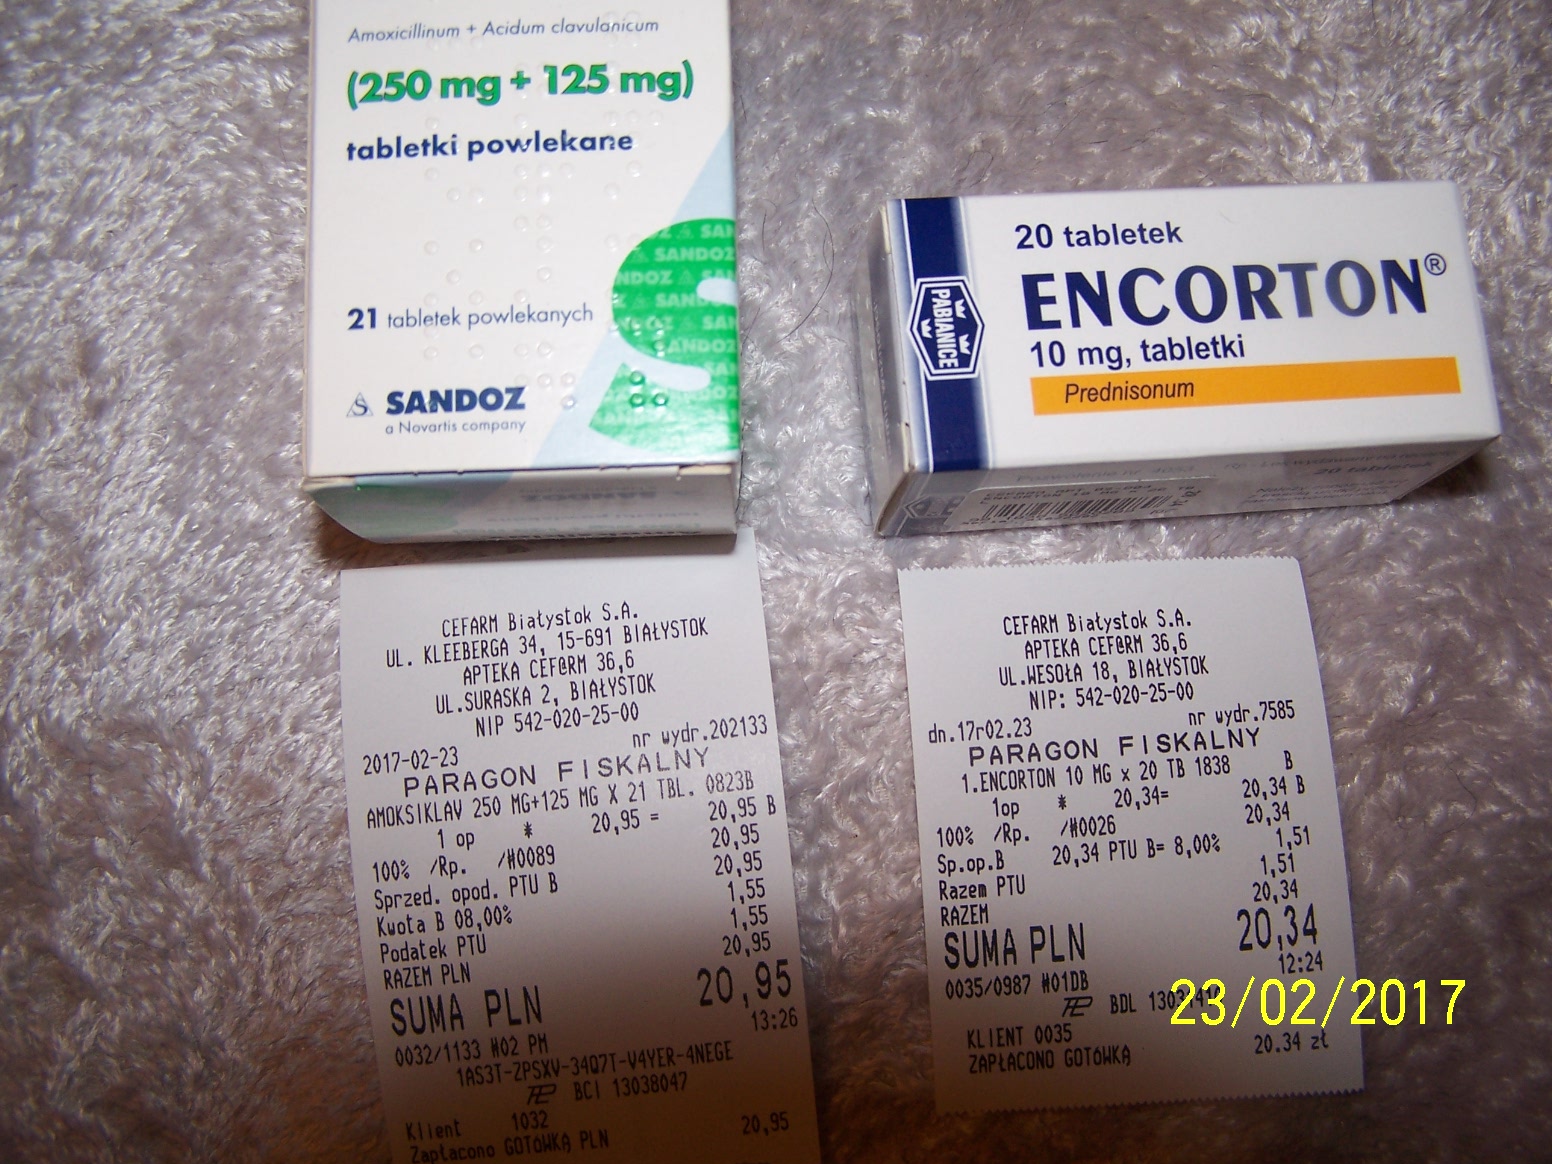 Amoxicillinum + Acidum clavulanicum
(250 mg + 125 mg)
tabletki powlekane
21 tabletek powlekanych
SANDOZ
a Novartis company
SANDOZ
SANDOZ
20 tabletek
ENCORTON®
10 mg, tabletki
Prednisonum
PABIANICE
20 tabletek
CEFARM Białystok S.A.
UL. KLEEBERGA 34, 15-691 BIAŁYSTOK
APTEKA CEF@RM 36,6
UL.SURASKA 2, BIAŁYSTOK
NIP 542-020-25-00
2017-02-23 nr wydr.202133
PARAGON FISKALNY
AMOKSIKLAV 250 MG+125 MG X 21 TBL. 0823B
1 op * 20,95 = 20,95 B
20,95
100% /Rp. /#0089
Sprzed. opod. PTU B 20,95
Kwota B 08,00% 1,55
Podatek PTU 1,55
RAZEM PLN 20,95
SUMA PLN 20,95
0032/1133 #02 PM 13:26
1AS3T-ZPSXV-34Q7T-V4YER-4NEGE
BCI 13038047
Klient 1032
Zapłacono GOTÓWKĄ PLN 20,95
CEFARM Białystok S.A.
APTEKA CEF@RM 36,6
UL.WESOŁA 18, BIAŁYSTOK
NIP: 542-020-25-00
dn.17r02.23 nr wydr.7585
PARAGON FISKALNY
1.ENCORTON 10 MG x 20 TB 1838 B
1op * 20,34= 20,34 B
20,34
100% /Rp. /#0026
Sp.op.B 20,34 PTU B= 8,00% 1,51
Razem PTU 1,51
RAZEM 20,34
SUMA PLN 20,34
0035/0987 #01DB 12:24
BDL
KLIENT 0035
ZAPŁACONO GOTÓWKĄ 20.34 zł
23/02/2017